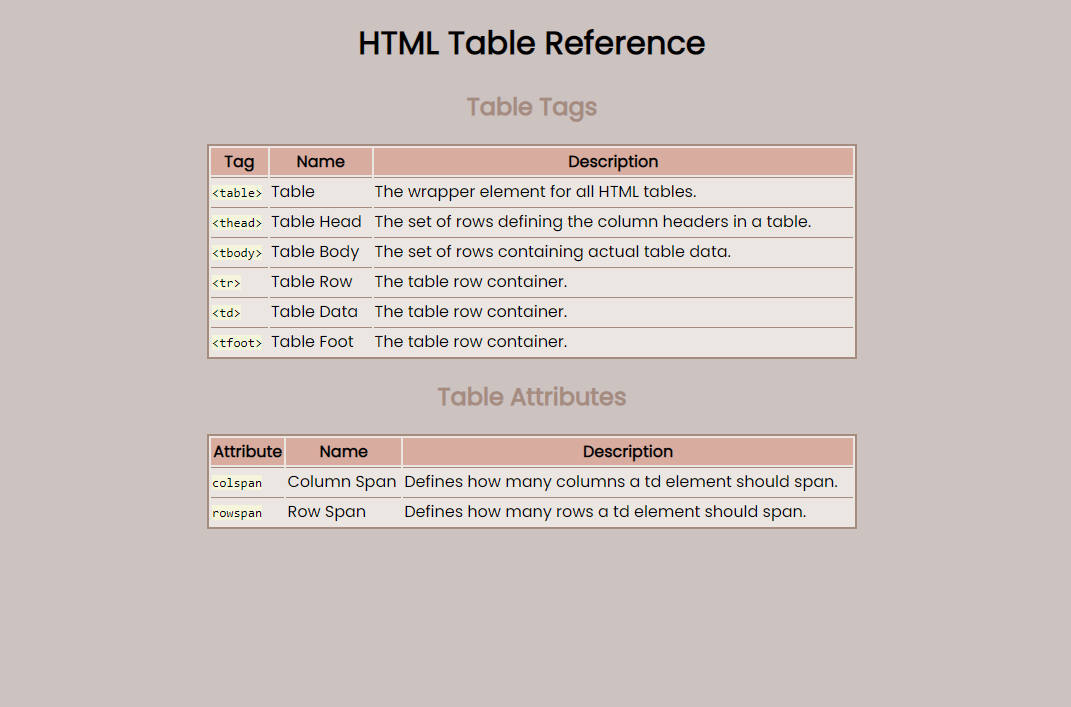 HTML Table Reference
Table Tags
Tag Name Description
<table> Table The wrapper element for all HTML tables.
<thead> Table Head The set of rows defining the column headers in a table.
<tbody> Table Body The set of rows containing actual table data.
<tr> Table Row The table row container.
<td> Table Data The table row container.
<tfoot> Table Foot The table row container.
Table Attributes
Attribute Name Description
colspan Column Span Defines how many columns a td element should span.
rowspan Row Span Defines how many rows a td element should span.